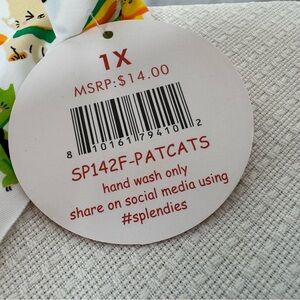 1X
MSRP:$14.00
8 10161 79410 2
SP142F-PATCATS
hand wash only
share on social media using
#splendies